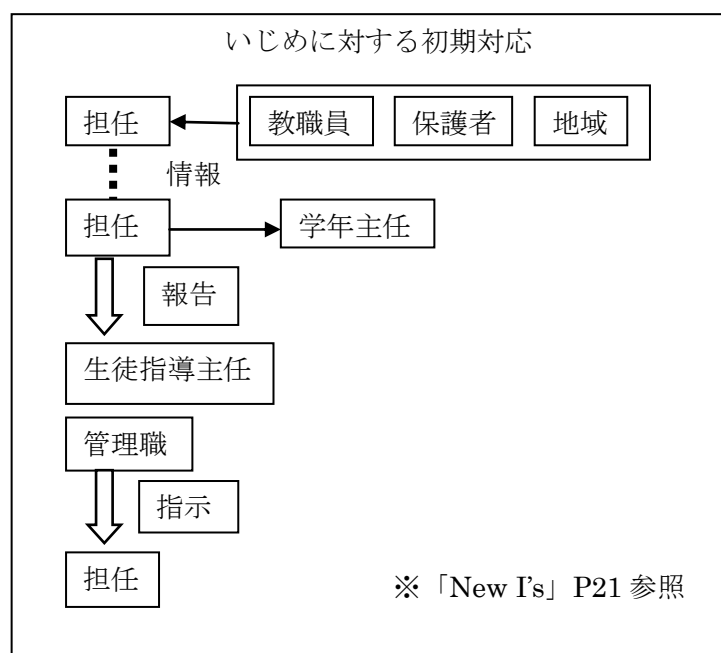 いじめに対する初期対応
担任 教職員 保護者 地域
情報
担任 学年主任
報告
生徒指導主任
管理職
指示
担任
※「New I's」P21 参照